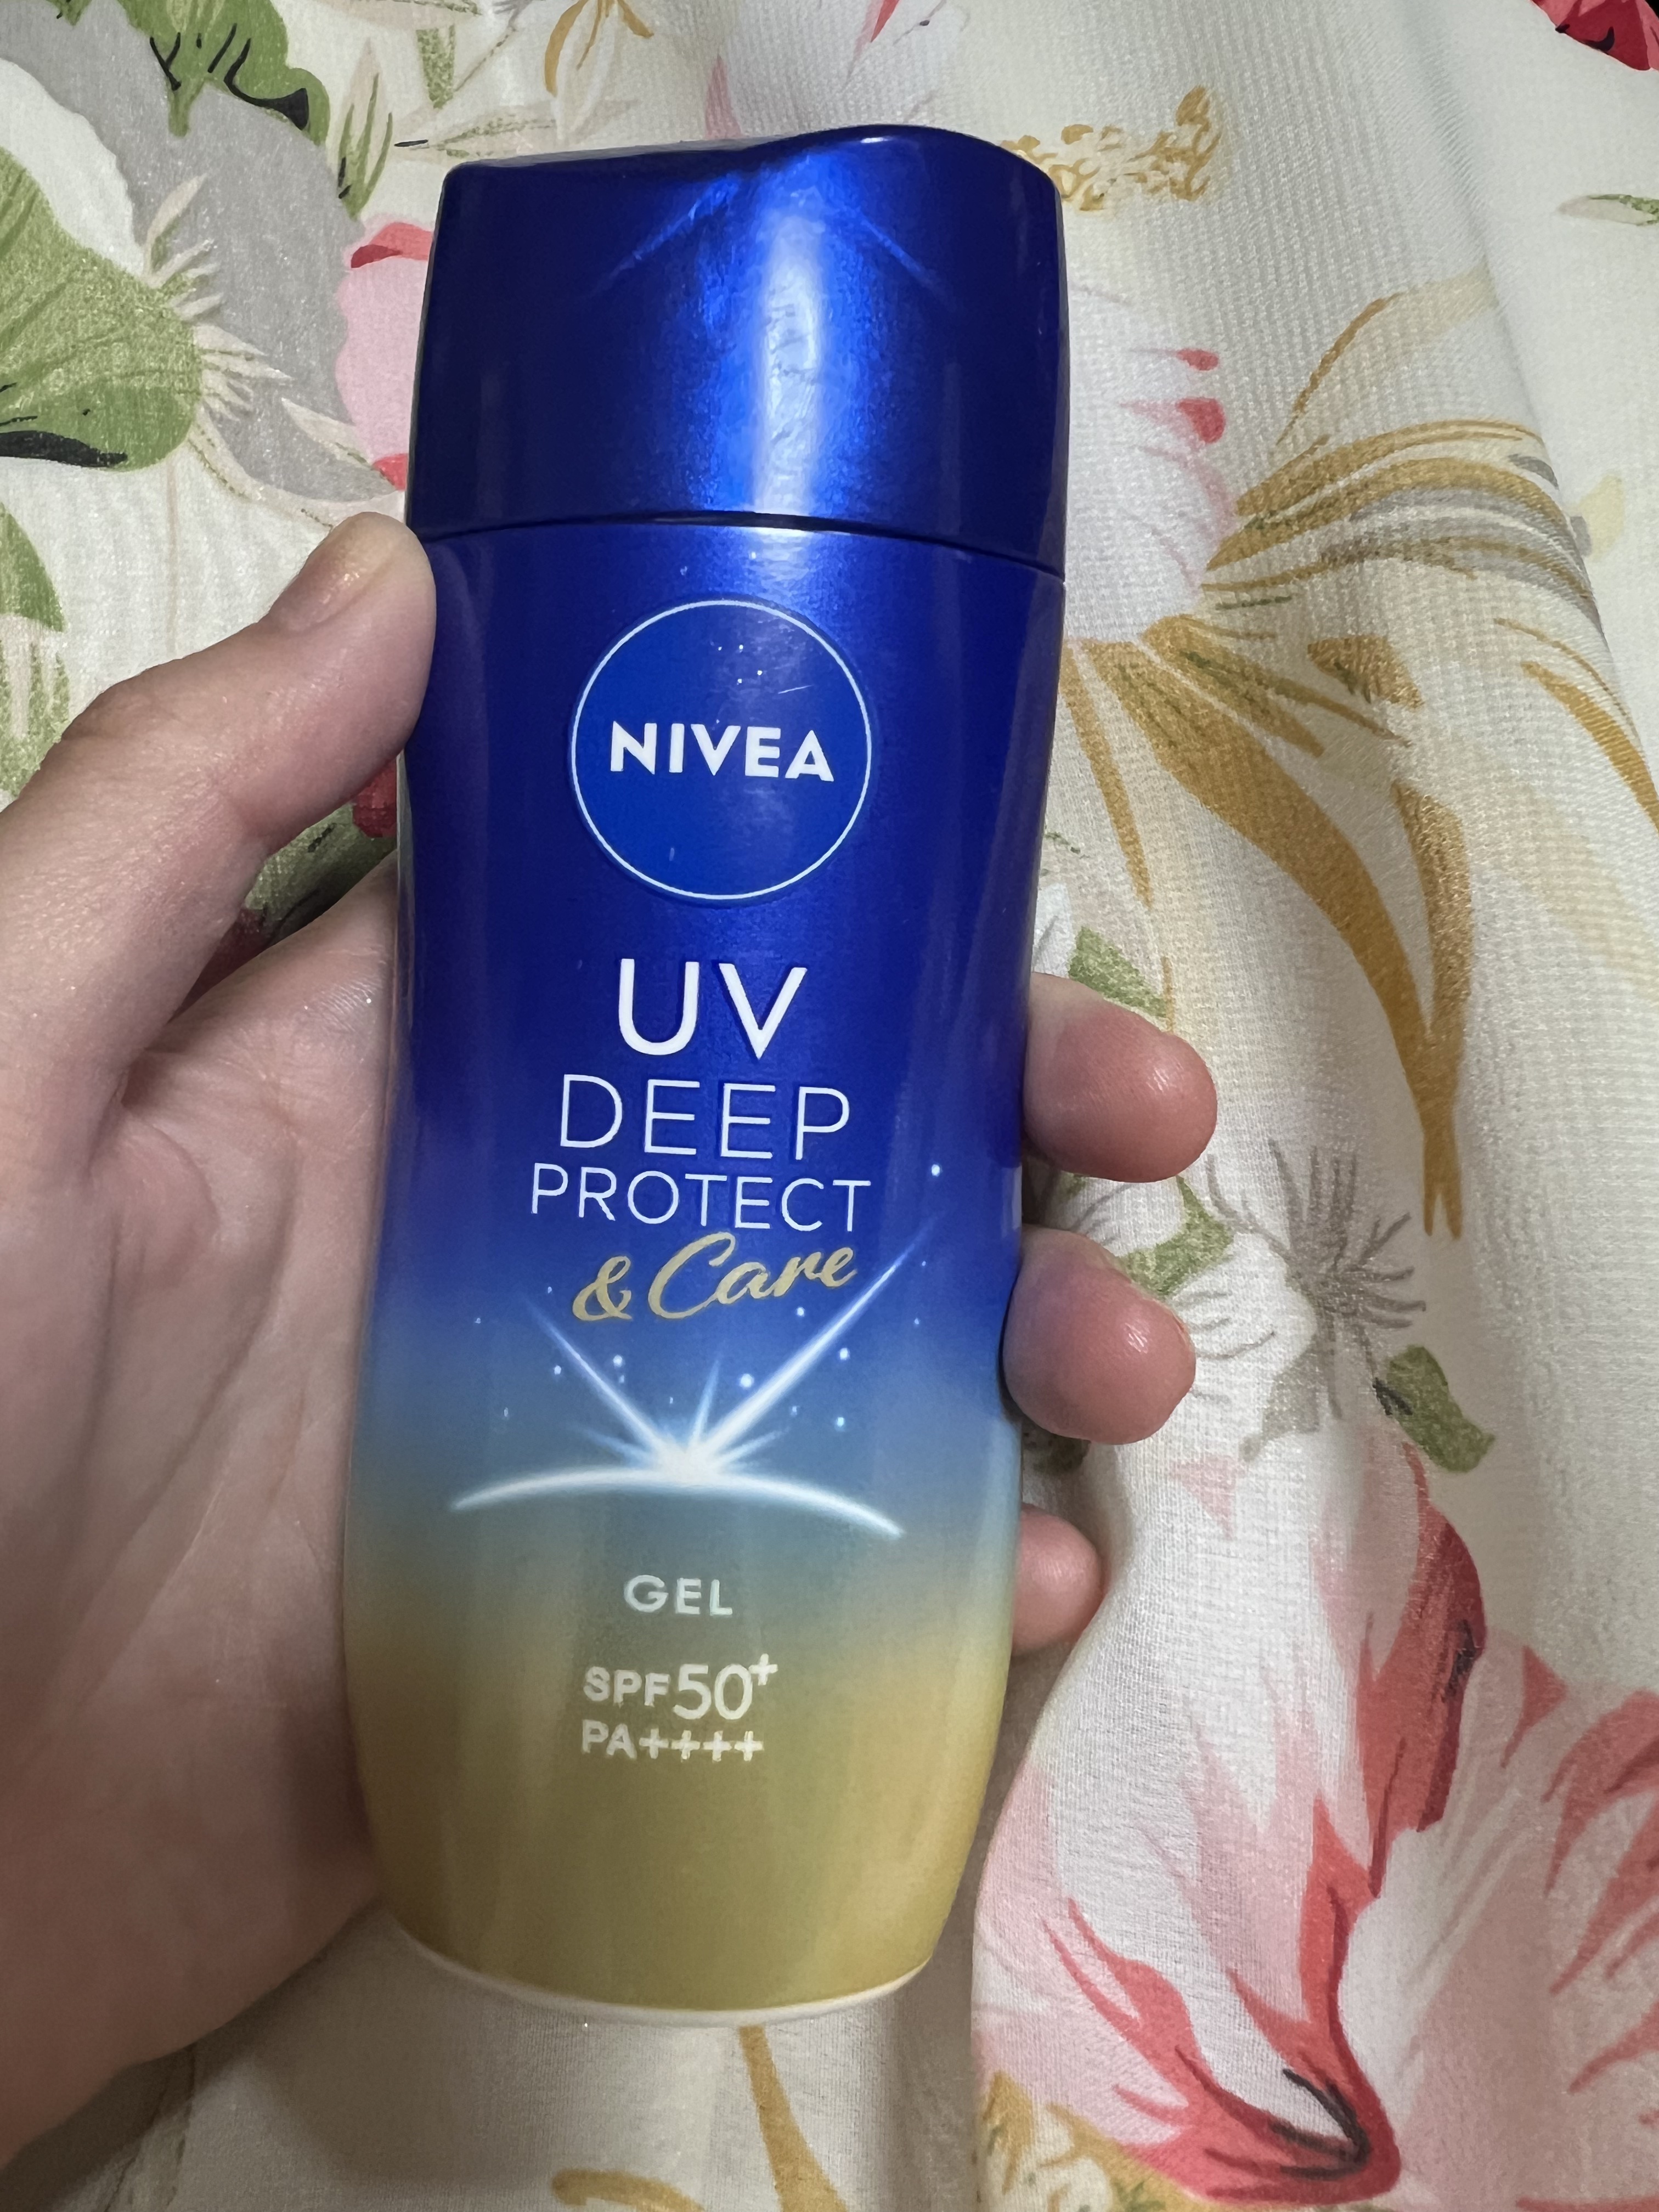 NIVEA
UV
DEEP
PROTECT
& Care
GEL
SPF50+
PA++++